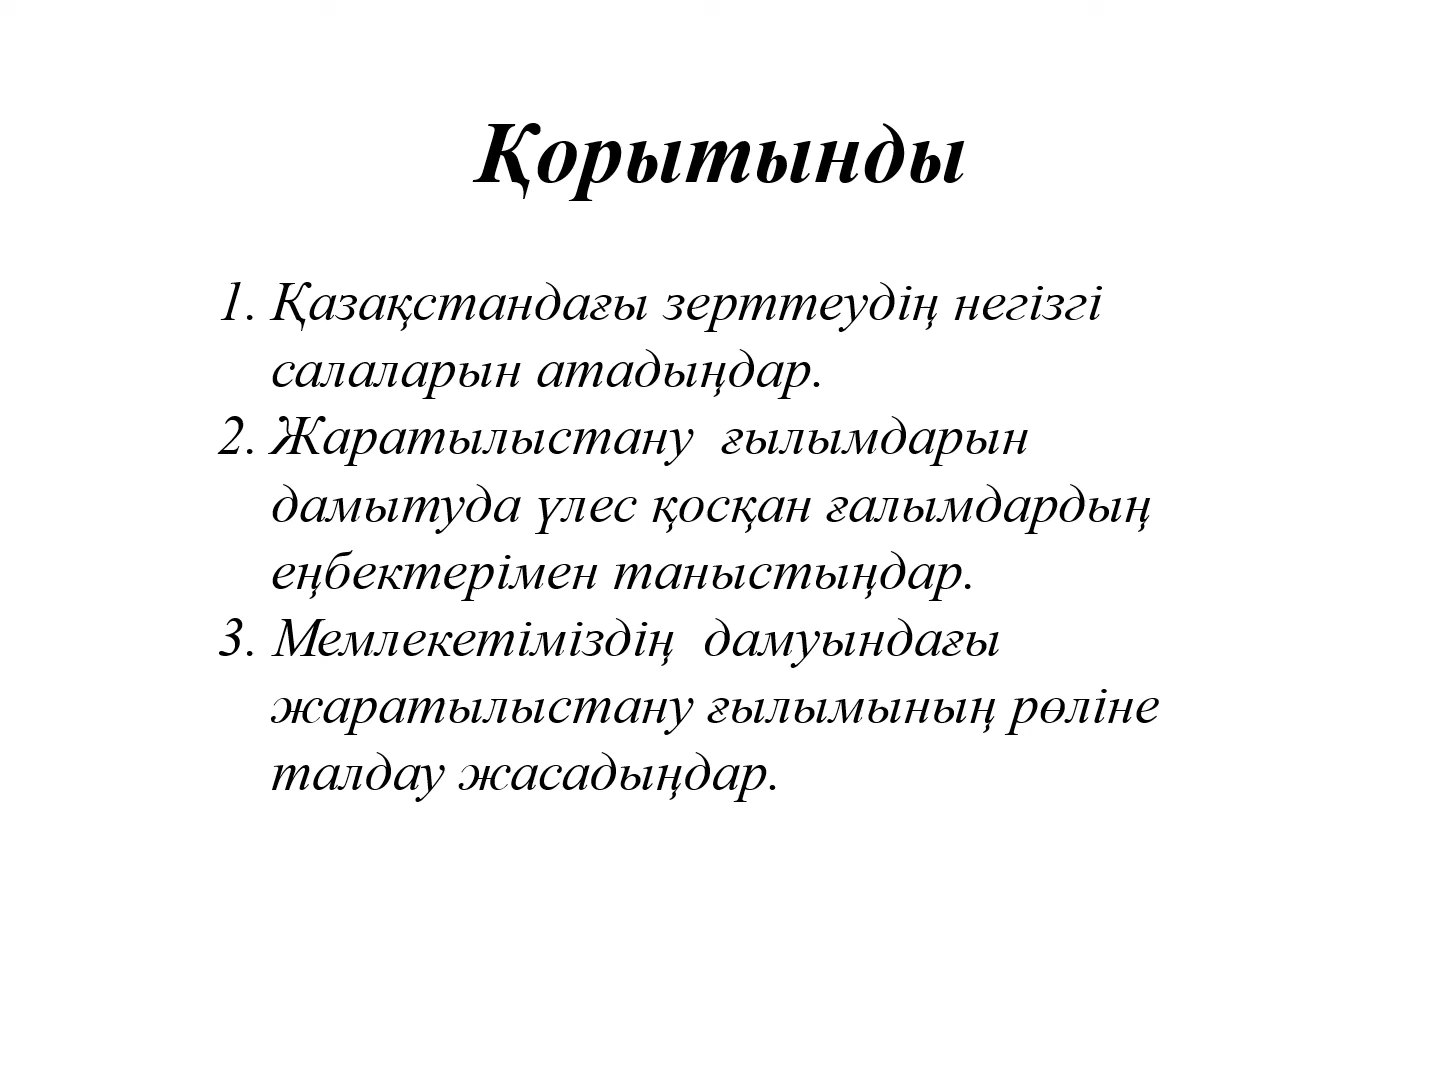 Қорытынды
1. Қазақстандағы зерттеудің негізгі
салаларын атадыңдар.
2. Жаратылыстану ғылымдарын
дамытуда үлес қосқан ғалымдардың
еңбектерімен таныстыңдар.
3. Мемлекетіміздің дамуындағы
жаратылыстану ғылымының рөліне
талдау жасадыңдар.